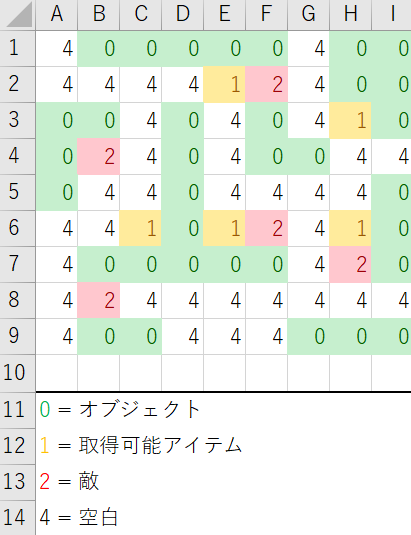 A B C D E F G H I
1 4 0 0 0 0 0 4 0 0
2 4 4 4 4 1 2 4 0 0
3 0 0 4 0 4 0 4 1 0
4 0 2 4 0 4 0 0 4 4
5 0 4 4 0 4 4 4 4 0
6 4 4 1 0 1 2 4 1 0
7 4 0 0 0 0 0 4 2 0
8 4 2 4 4 4 4 4 4 4
9 4 0 0 4 4 4 0 0 0
10
11 0 = オブジェクト
12 1 = 取得可能アイテム
13 2 = 敵
14 4 = 空白